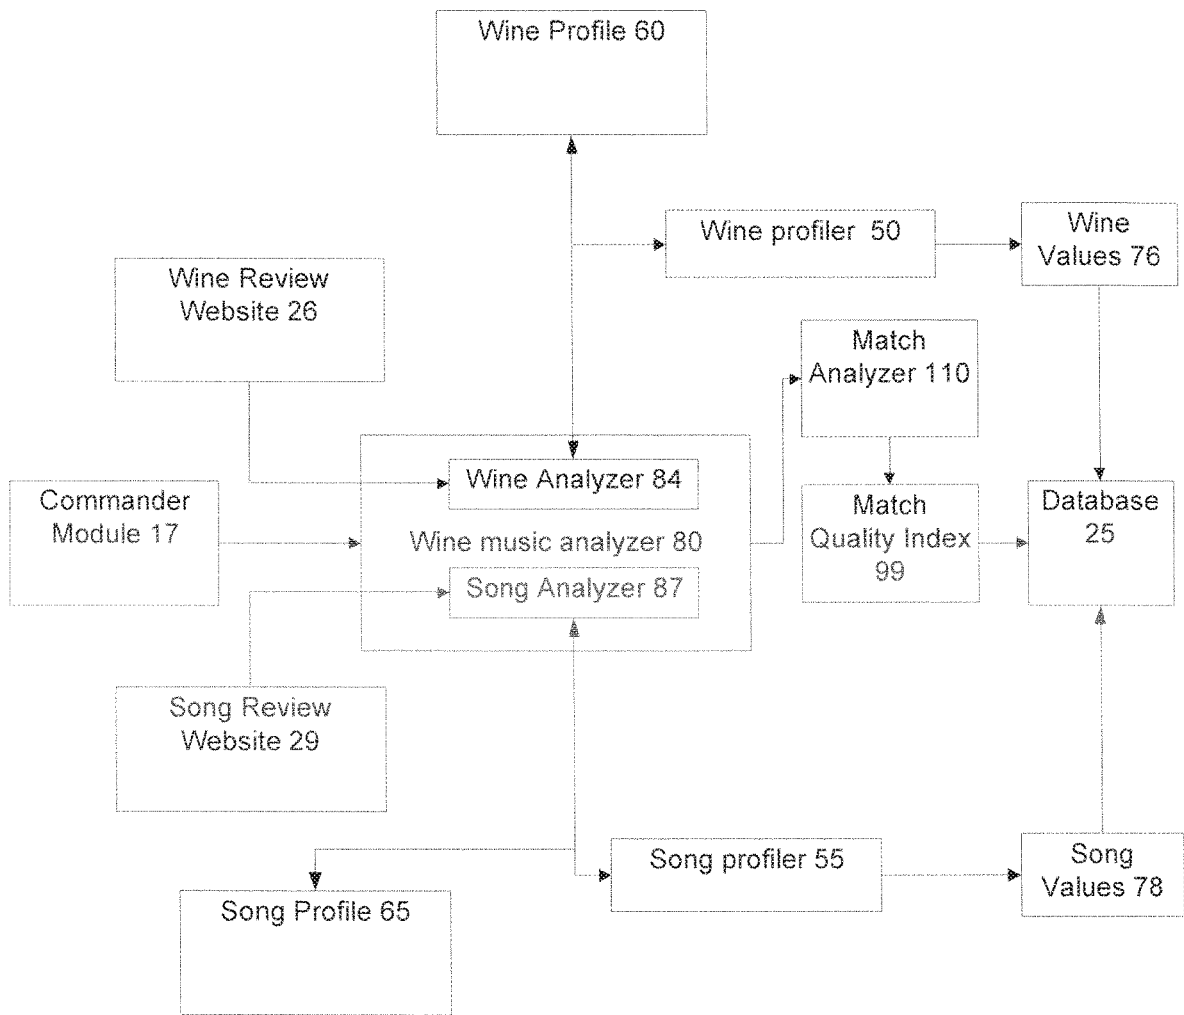 Wine Profile 60
Wine profiler 50
Wine
Values 76
Wine Review
Website 26
Match
Analyzer 110
Wine Analyzer 84
Commander
Module 17
Wine music analyzer 80
Match
Quality Index
99
Database
25
Song Analyzer 87
Song Review
Website 29
Song profiler 55
Song
Values 78
Song Profile 65